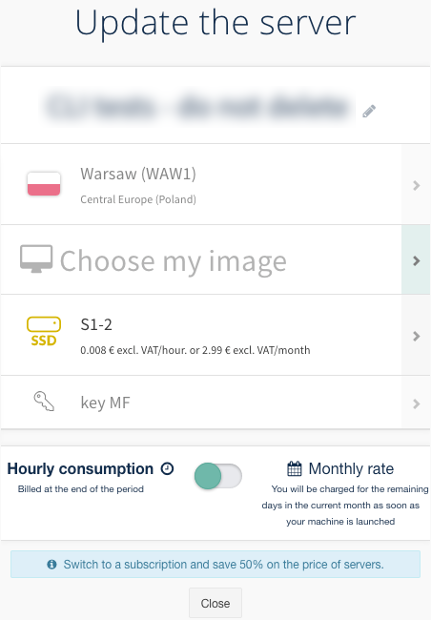 Update the server
Warsaw (WAW1)
Central Europe (Poland)
Choose my image
SSD
S1-2
0.008 € excl. VAT/hour. or 2.99 € excl. VAT/month
key MF
Hourly consumption
Billed at the end of the period
Monthly rate
You will be charged for the remaining
days in the current month as soon as
your machine is launched
Switch to a subscription and save 50% on the price of servers.
Close